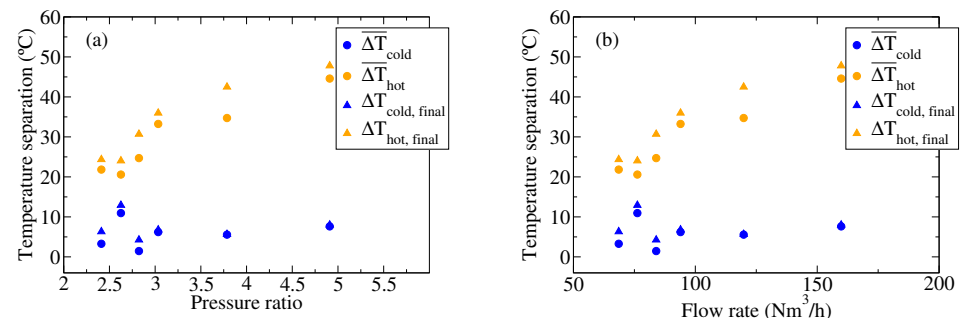 60
50
40
30
20
10
0
Temperature separation (ºC)
(a)
ΔT̅cold
ΔT̅hot
ΔTcold, final
ΔThot, final
2 2.5 3 3.5 4 4.5 5 5.5
Pressure ratio
60
50
40
30
20
10
0
Temperature separation (ºC)
(b)
ΔT̅cold
ΔT̅hot
ΔTcold, final
ΔThot, final
50 100 150 200
Flow rate (Nm³/h)